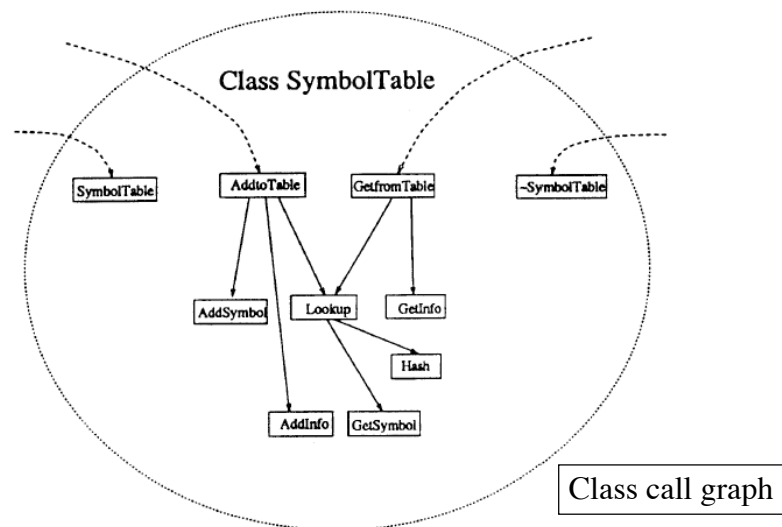 Class SymbolTable
SymbolTable
AddtoTable
GetfromTable
~SymbolTable
AddSymbol
Lookup
GetInfo
Hash
AddInfo
GetSymbol
Class call graph